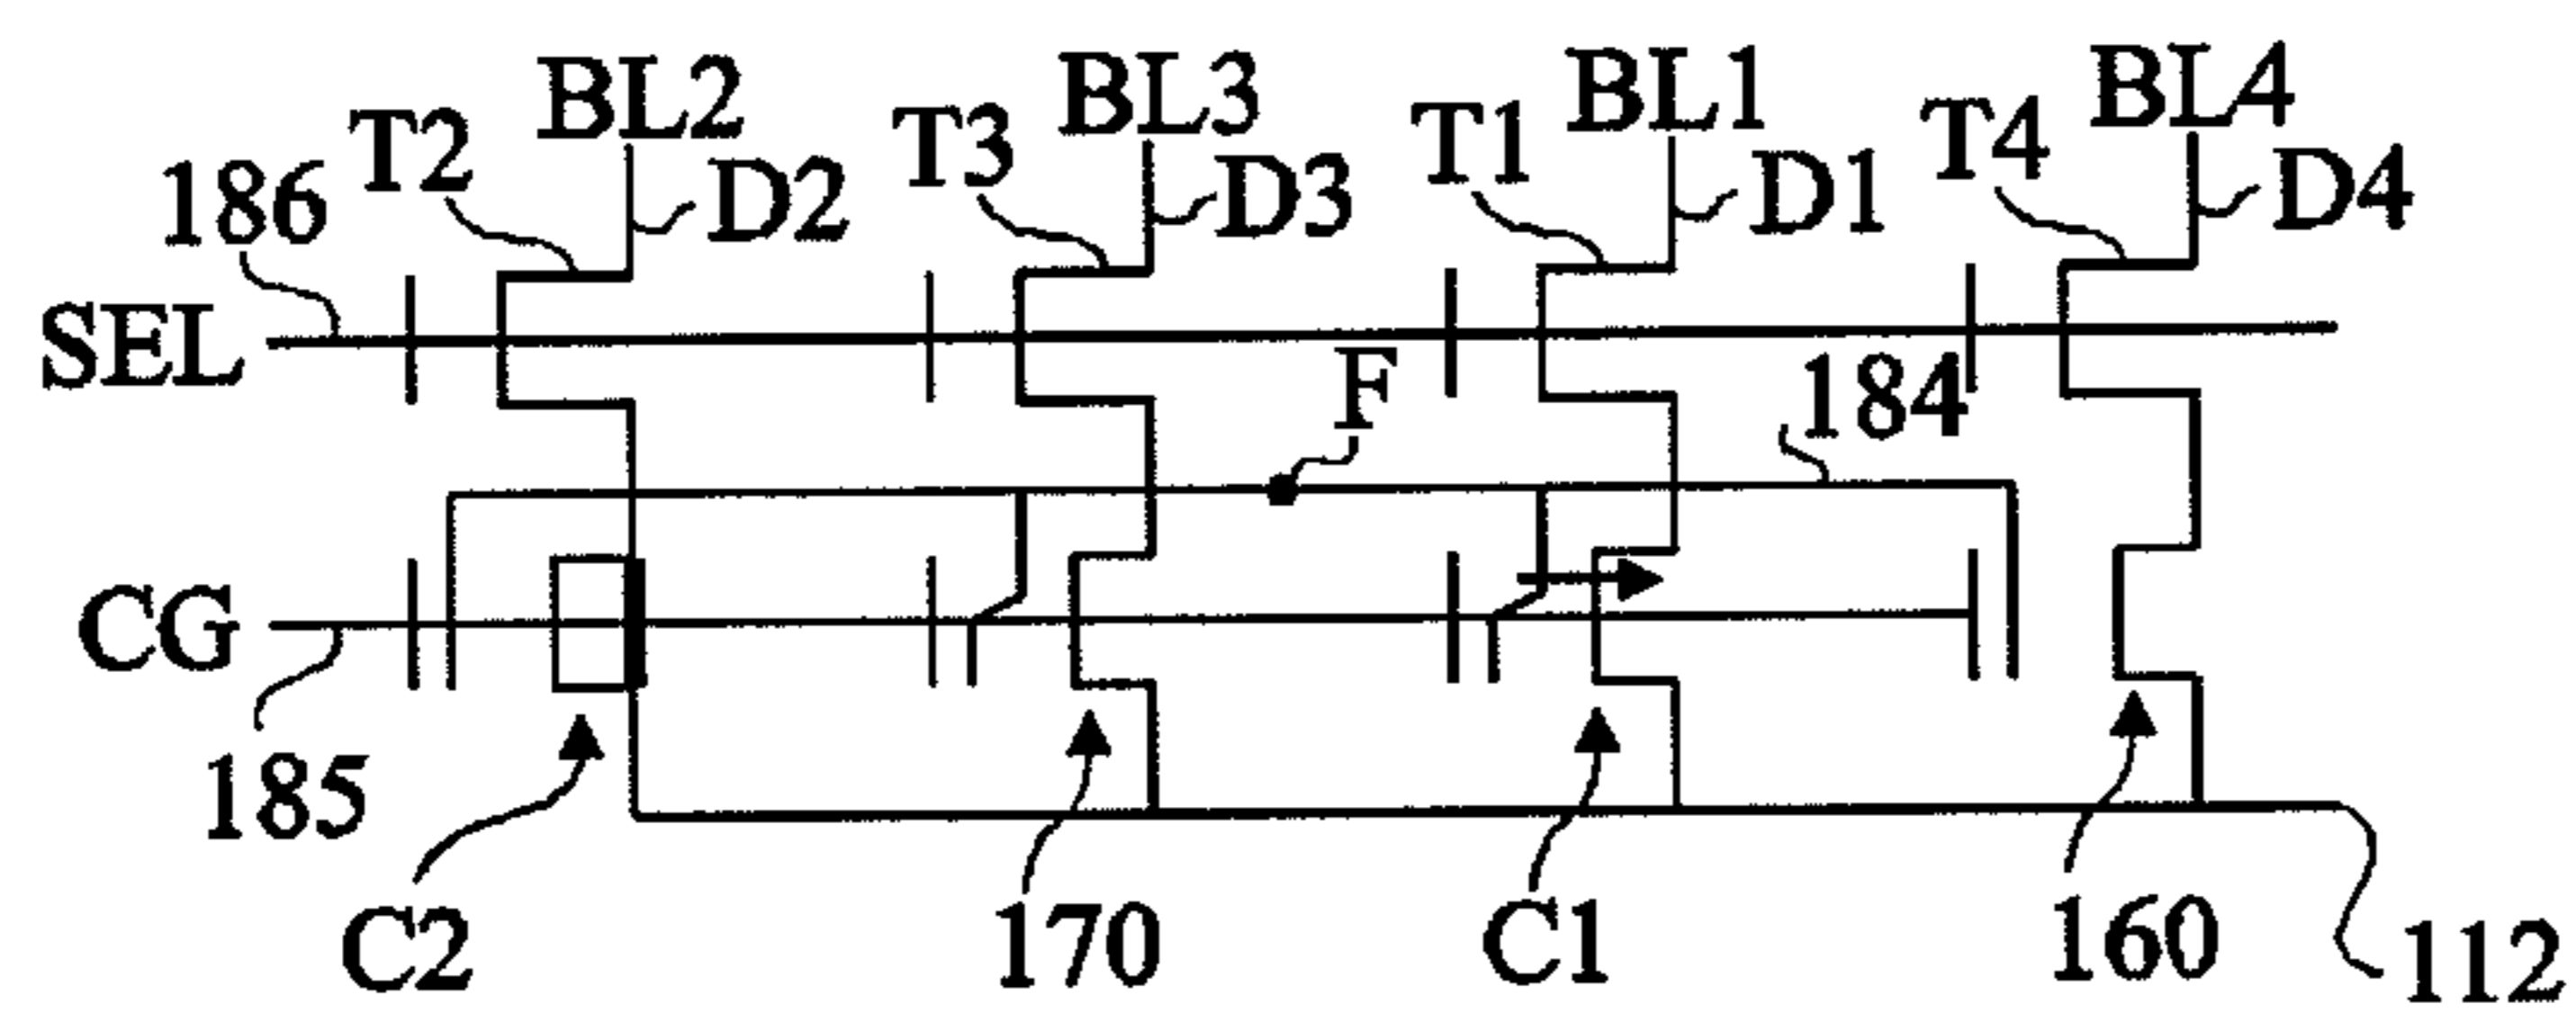 BL2 BL3 BL1 BL4
T2 T3 T1 T4
186 D2 D3 D1 D4
SEL
F 184
CG
185
C2 170 C1 160 112